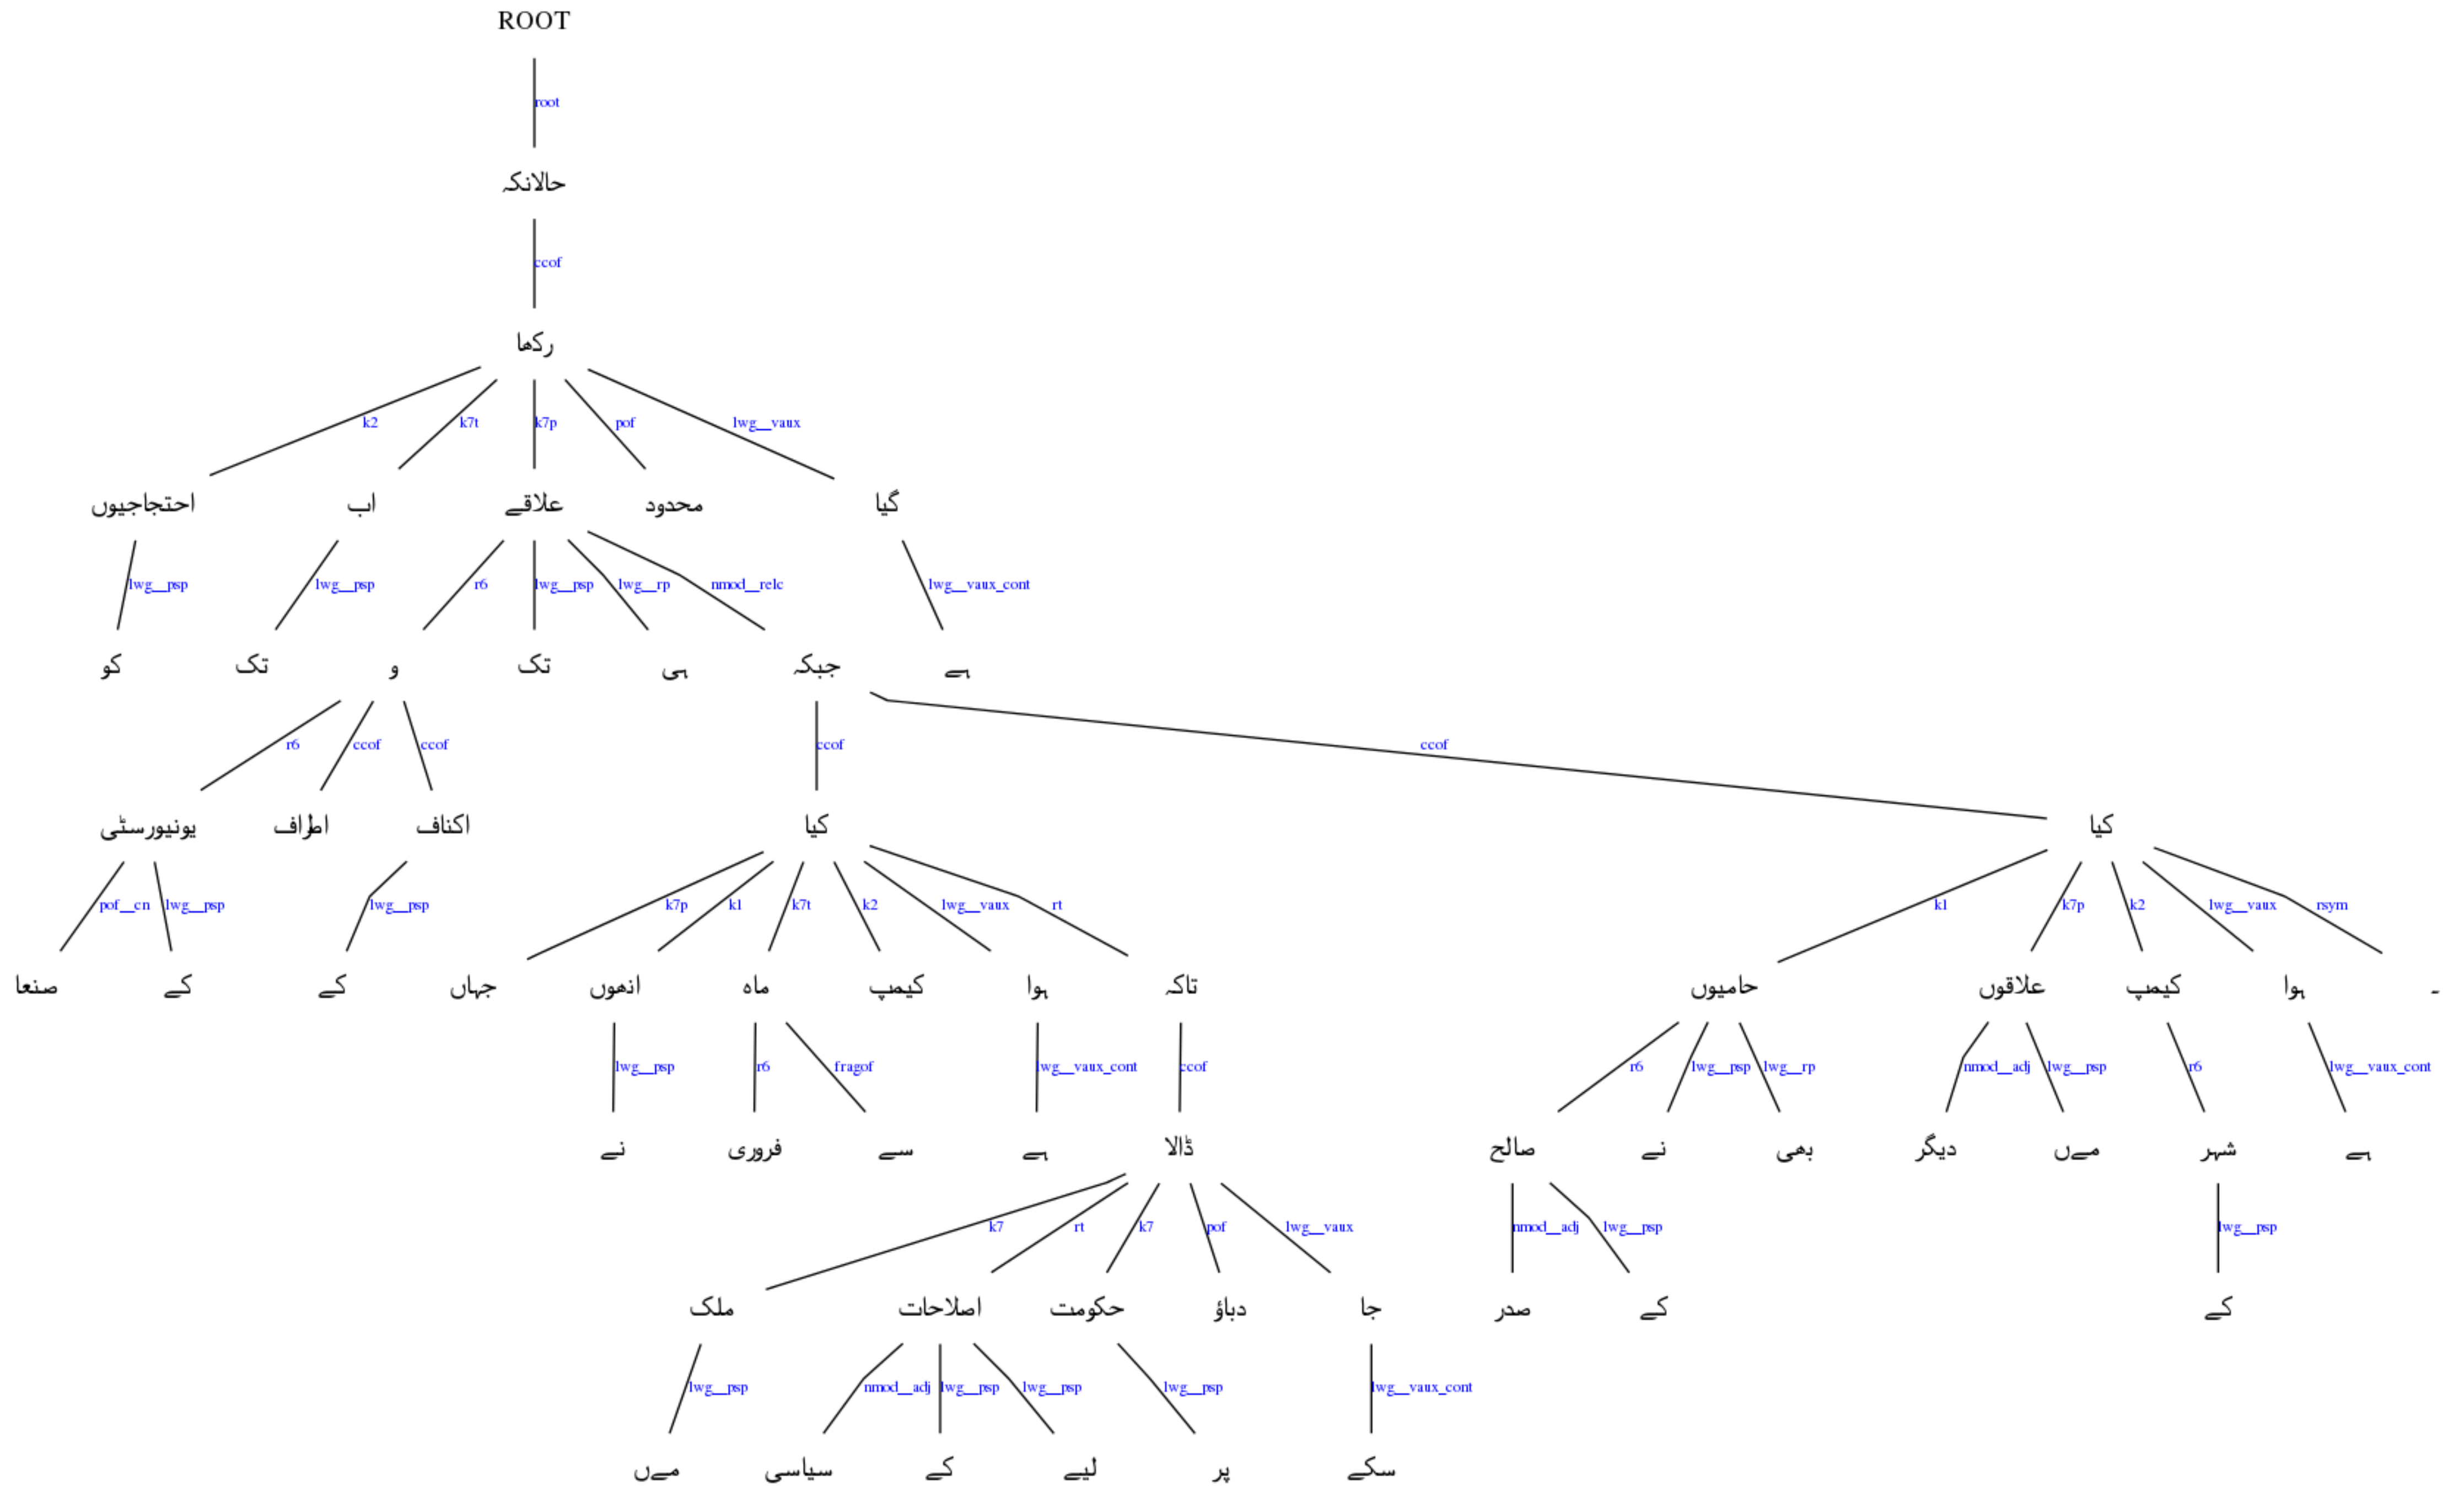 ROOT
root
حالانکہ
ccof
رکھا
k2 k7t k7p pof lwg__vaux
احتجاجیوں اب علاقے محدود گیا
lwg__psp lwg__psp r6 lwg__psp lwg__rp nmod__relc lwg__vaux_cont
کو تک و تک ہی جبکہ ہے
r6 ccof ccof ccof ccof
یونیورسٹی اطراف اکناف کیا کیا
pof__cn lwg__psp lwg__psp k7p k1 k7t k2 lwg__vaux rt k1 k7p k2 lwg__vaux rsym
صنعا کے کے جہاں انھوں ماہ کیمپ ہوا تاکہ حامیوں علاقوں کیمپ ہوا ۔
lwg__psp r6 fragof lwg__vaux_cont ccof r6 lwg__psp lwg__rp nmod__adj lwg__psp r6 lwg__vaux_cont
نے فروری سے ہے ڈالا صالح نے بھی دیگر مےں شہر ہے
k7 rt k7 pof lwg__vaux nmod__adj lwg__psp lwg__psp
ملک اصلاحات حکومت دباؤ جا صدر کے کے
lwg__psp nmod__adj lwg__psp lwg__psp lwg__psp lwg__vaux_cont
مےں سیاسی کے لیے پر سکے